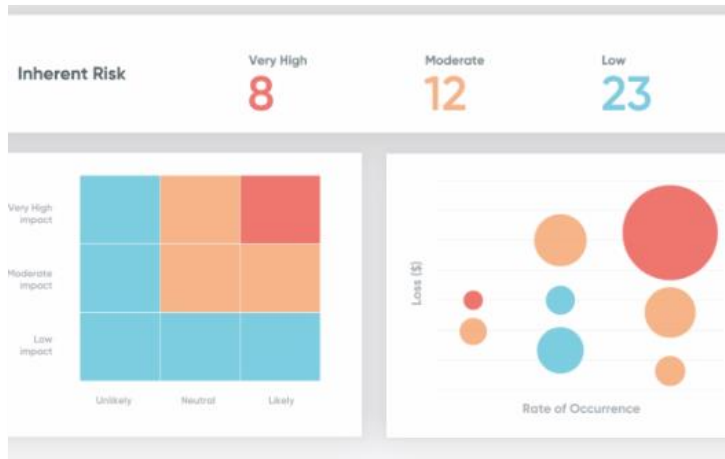 Inherent Risk
Very High
8
Moderate
12
Low
23
Very High
impact
Moderate
impact
Low
impact
Unlikely
Neutral
Likely
Loss ($)
Rate of Occurrence